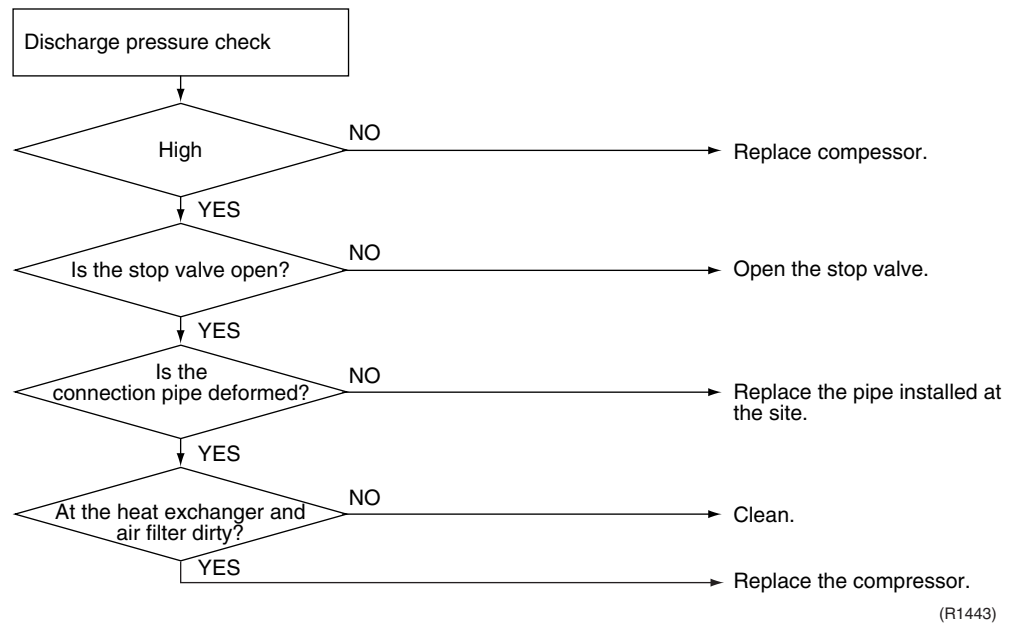 Discharge pressure check
High
NO
Replace compessor.
YES
Is the stop valve open?
NO
Open the stop valve.
YES
Is the
connection pipe deformed?
NO
Replace the pipe installed at
the site.
YES
At the heat exchanger and
air filter dirty?
NO
Clean.
YES
Replace the compressor.
(R1443)